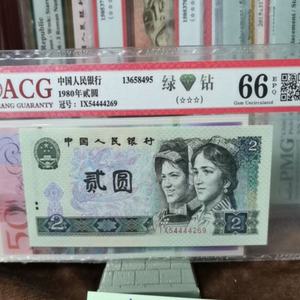 ACG
ANG GUARANTY
中国人民银行
1980年贰圆
冠号：IX54444269
13658495
绿 钻
(☆☆☆)
66 EPQ
Gem Uncirculated
中国人民银行
贰圆
2
2
IX54444269
50